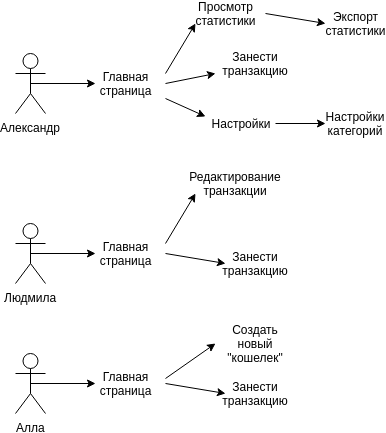 Просмотр
статистики
Экспорт
статистики
Главная
страница
Занести
транзакцию
Настройки
Настройки
категорий
Александр
Редактирование
транзакции
Главная
страница
Занести
транзакцию
Людмила
Создать
новый
"кошелек"
Главная
страница
Занести
транзакцию
Алла